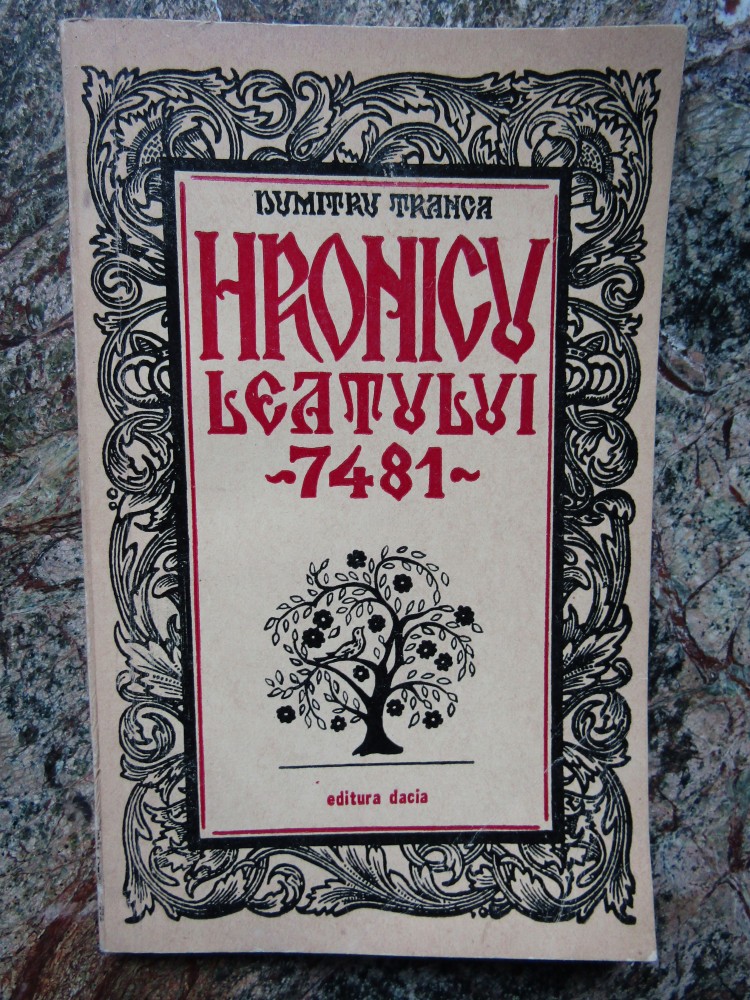 DUMITRU TRANCA
HRONICU
LEATULUI
~7481~
editura dacia